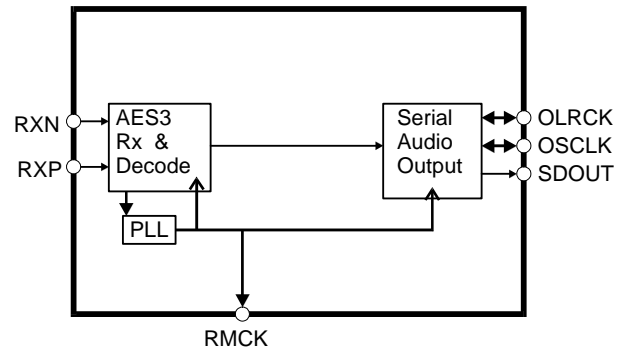 RXN
RXP
AES3
Rx &
Decode
PLL
Serial
Audio
Output
OLRCK
OSCLK
SDOUT
RMCK